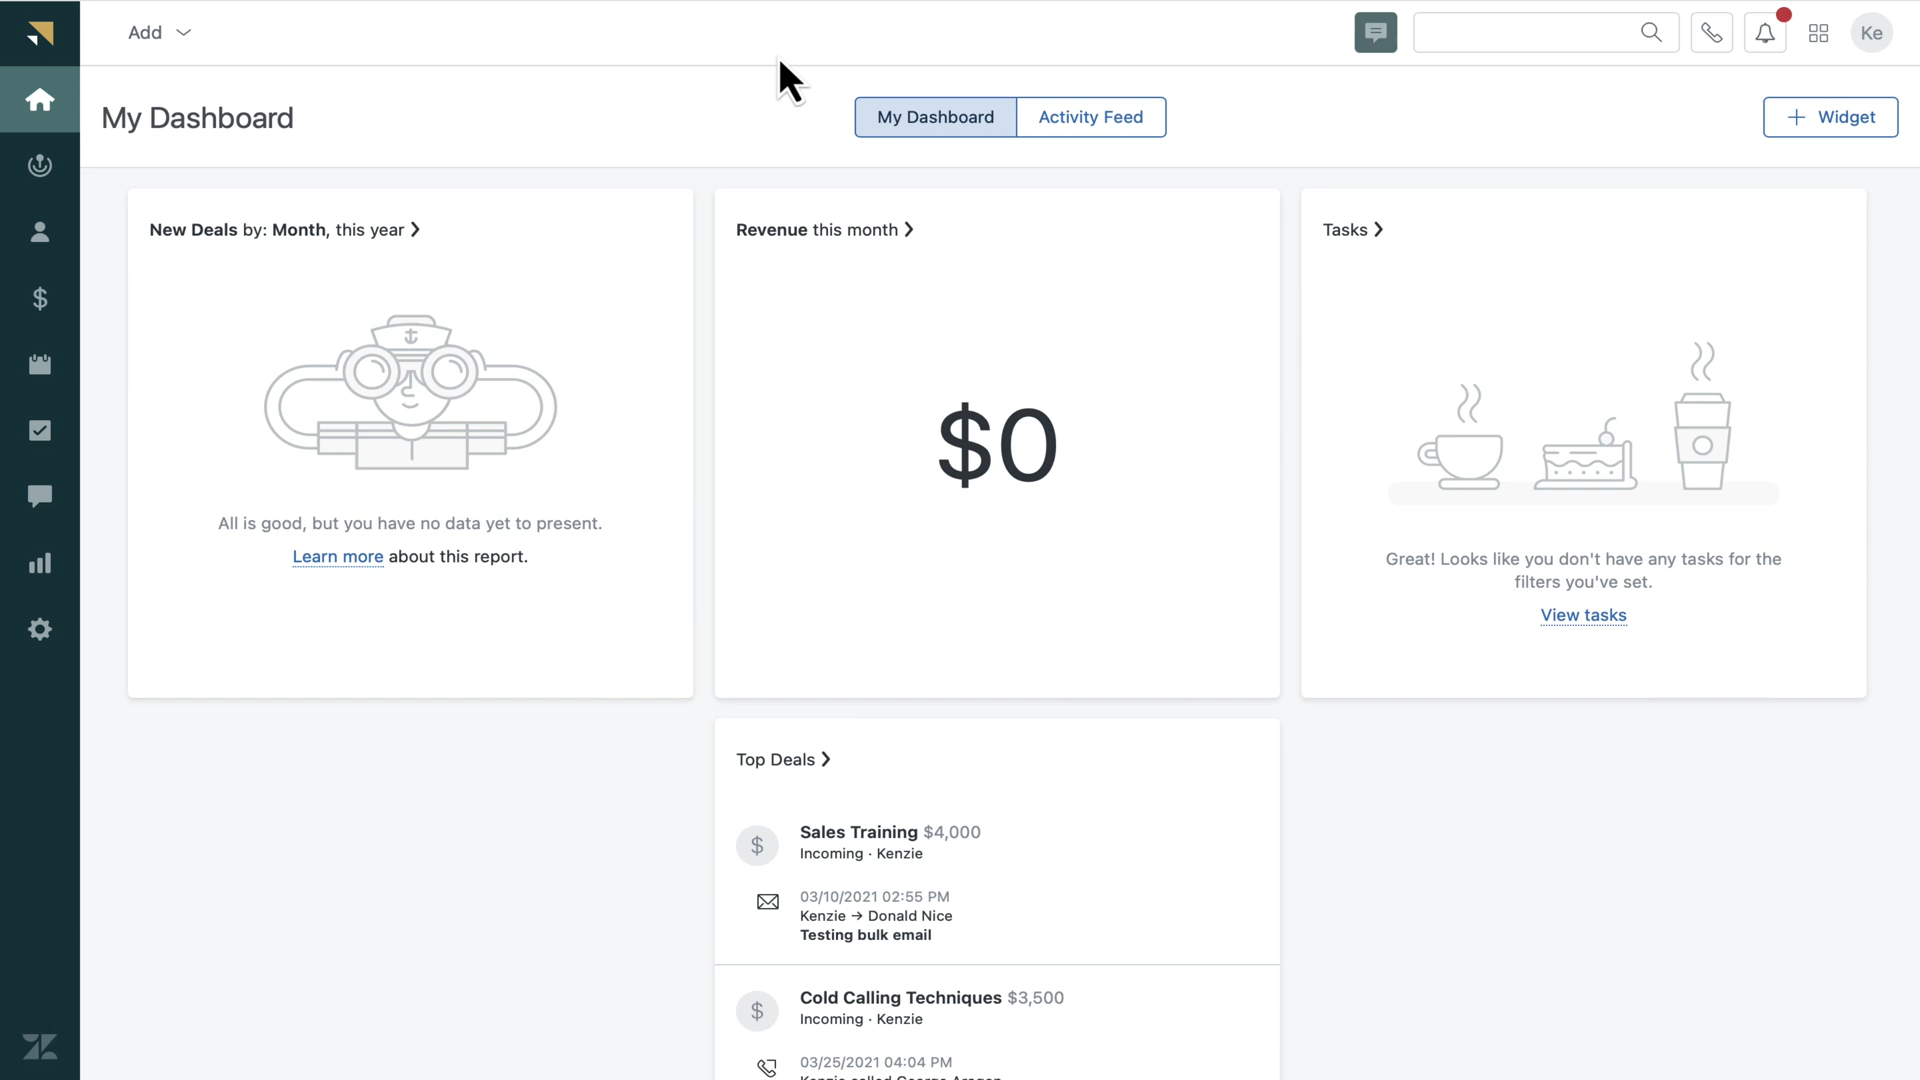 Add
Ke
My Dashboard
My Dashboard
Activity Feed
+ Widget
New Deals by: Month, this year
Revenue this month
Tasks
$0
All is good, but you have no data yet to present.
Learn more about this report.
Great! Looks like you don't have any tasks for the
filters you've set.
View tasks
Top Deals
$
Sales Training $4,000
Incoming · Kenzie
03/10/2021 02:55 PM
Kenzie → Donald Nice
Testing bulk email
$
Cold Calling Techniques $3,500
Incoming · Kenzie
03/25/2021 04:04 PM
Kenzie called George Aragon